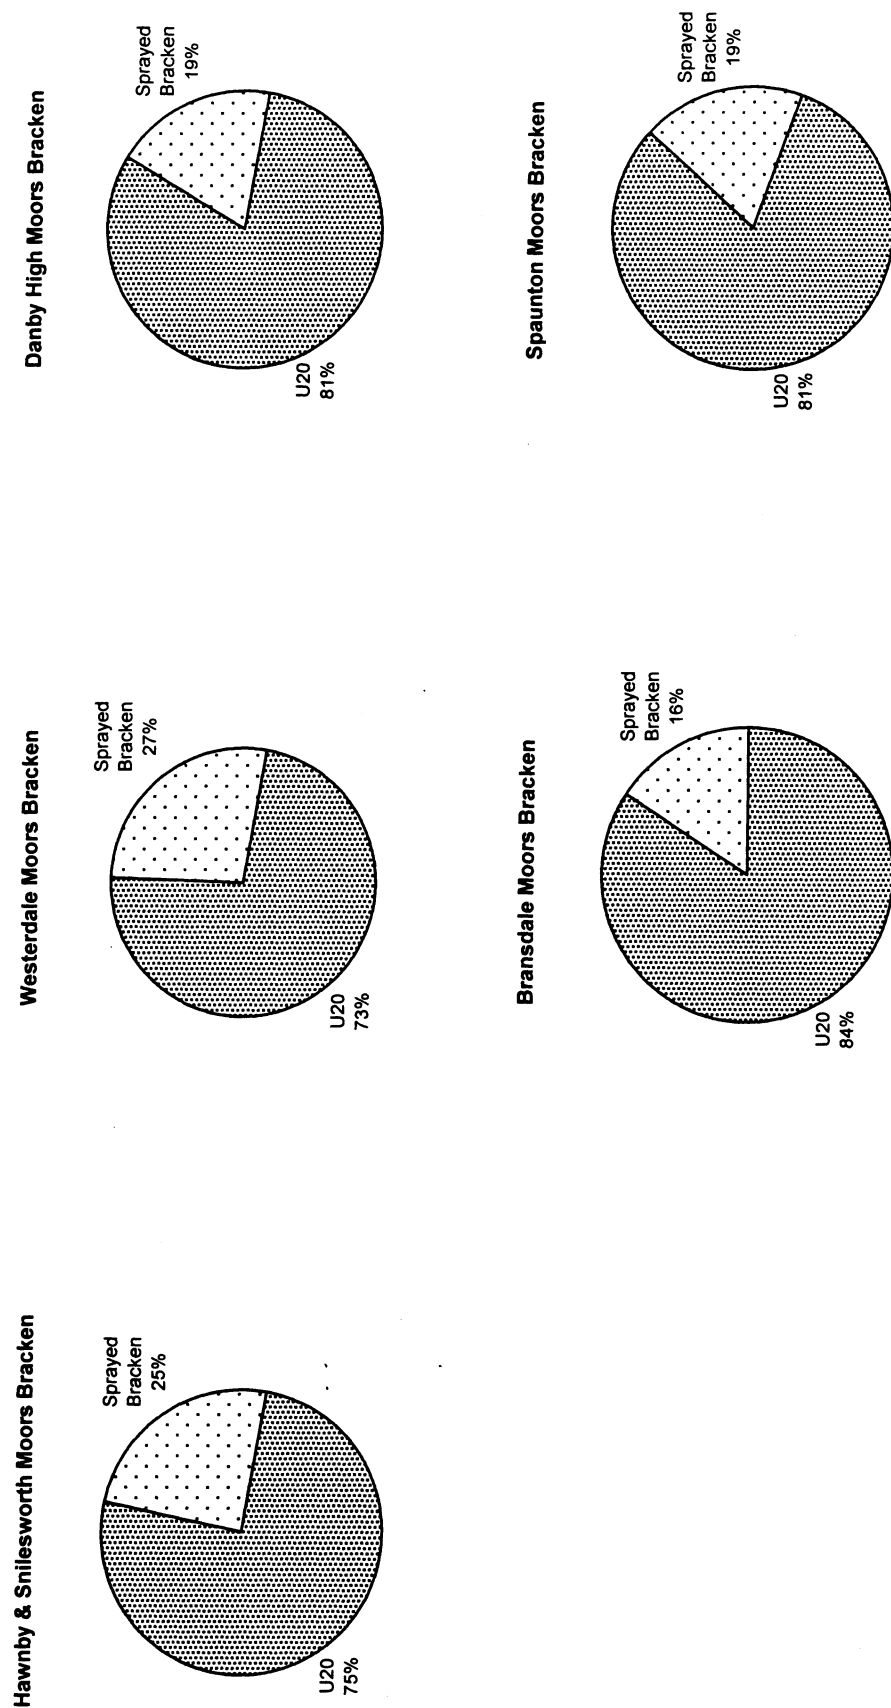 Hawnby & Snilesworth Moors Bracken
Sprayed
Bracken
25%
U20
75%
Westerdale Moors Bracken
Sprayed
Bracken
27%
U20
73%
Danby High Moors Bracken
Sprayed
Bracken
19%
U20
81%
Bransdale Moors Bracken
Sprayed
Bracken
16%
U20
84%
Spaunton Moors Bracken
Sprayed
Bracken
19%
U20
81%